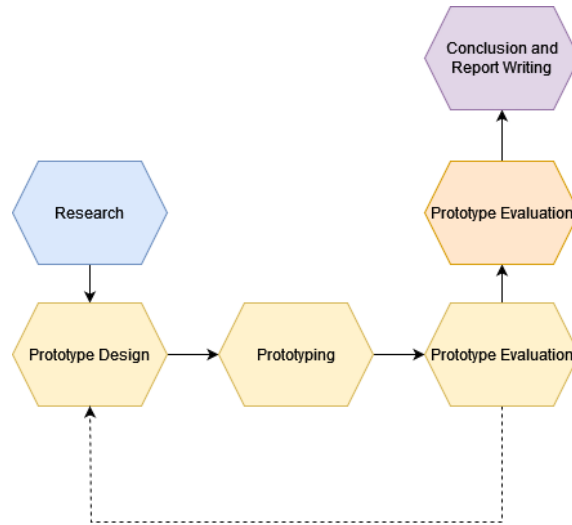 Conclusion and
Report Writing
Research
Prototype Evaluation
Prototype Design
Prototyping
Prototype Evaluation